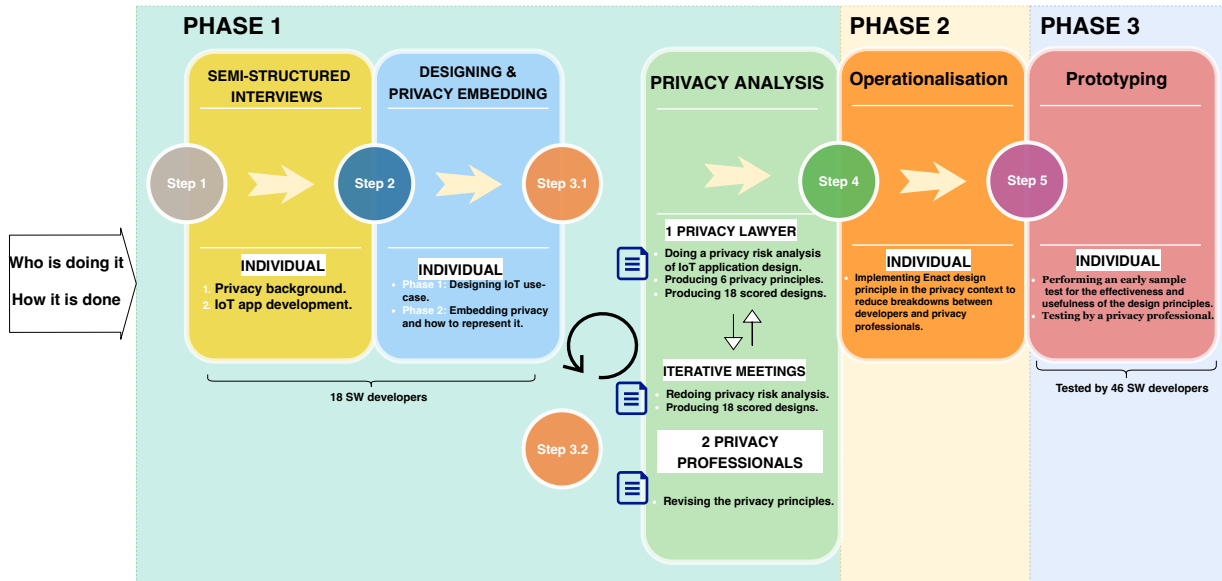 PHASE 1
PHASE 2
PHASE 3
Who is doing it
How it is done
SEMI-STRUCTURED
INTERVIEWS
Step 1
INDIVIDUAL
1. Privacy background.
2. IoT app development.
DESIGNING &
PRIVACY EMBEDDING
Step 2
INDIVIDUAL
• Phase 1: Designing IoT use-
case.
• Phase 2: Embedding privacy
and how to represent it.
18 SW developers
Step 3.1
Step 3.2
PRIVACY ANALYSIS
1 PRIVACY LAWYER
• Doing a privacy risk analysis
of IoT application design.
• Producing 6 privacy principles.
• Producing 18 scored designs.
ITERATIVE MEETINGS
• Redoing privacy risk analysis.
• Producing 18 scored designs.
2 PRIVACY
PROFESSIONALS
• Revising the privacy principles.
Operationalisation
Step 4
INDIVIDUAL
• Implementing Enact design
principle in the privacy context to
reduce breakdowns between
developers and privacy
professionals.
Prototyping
Step 5
INDIVIDUAL
• Performing an early sample
test for the effectiveness and
usefulness of the design principles.
• Testing by a privacy professional.
Tested by 46 SW developers